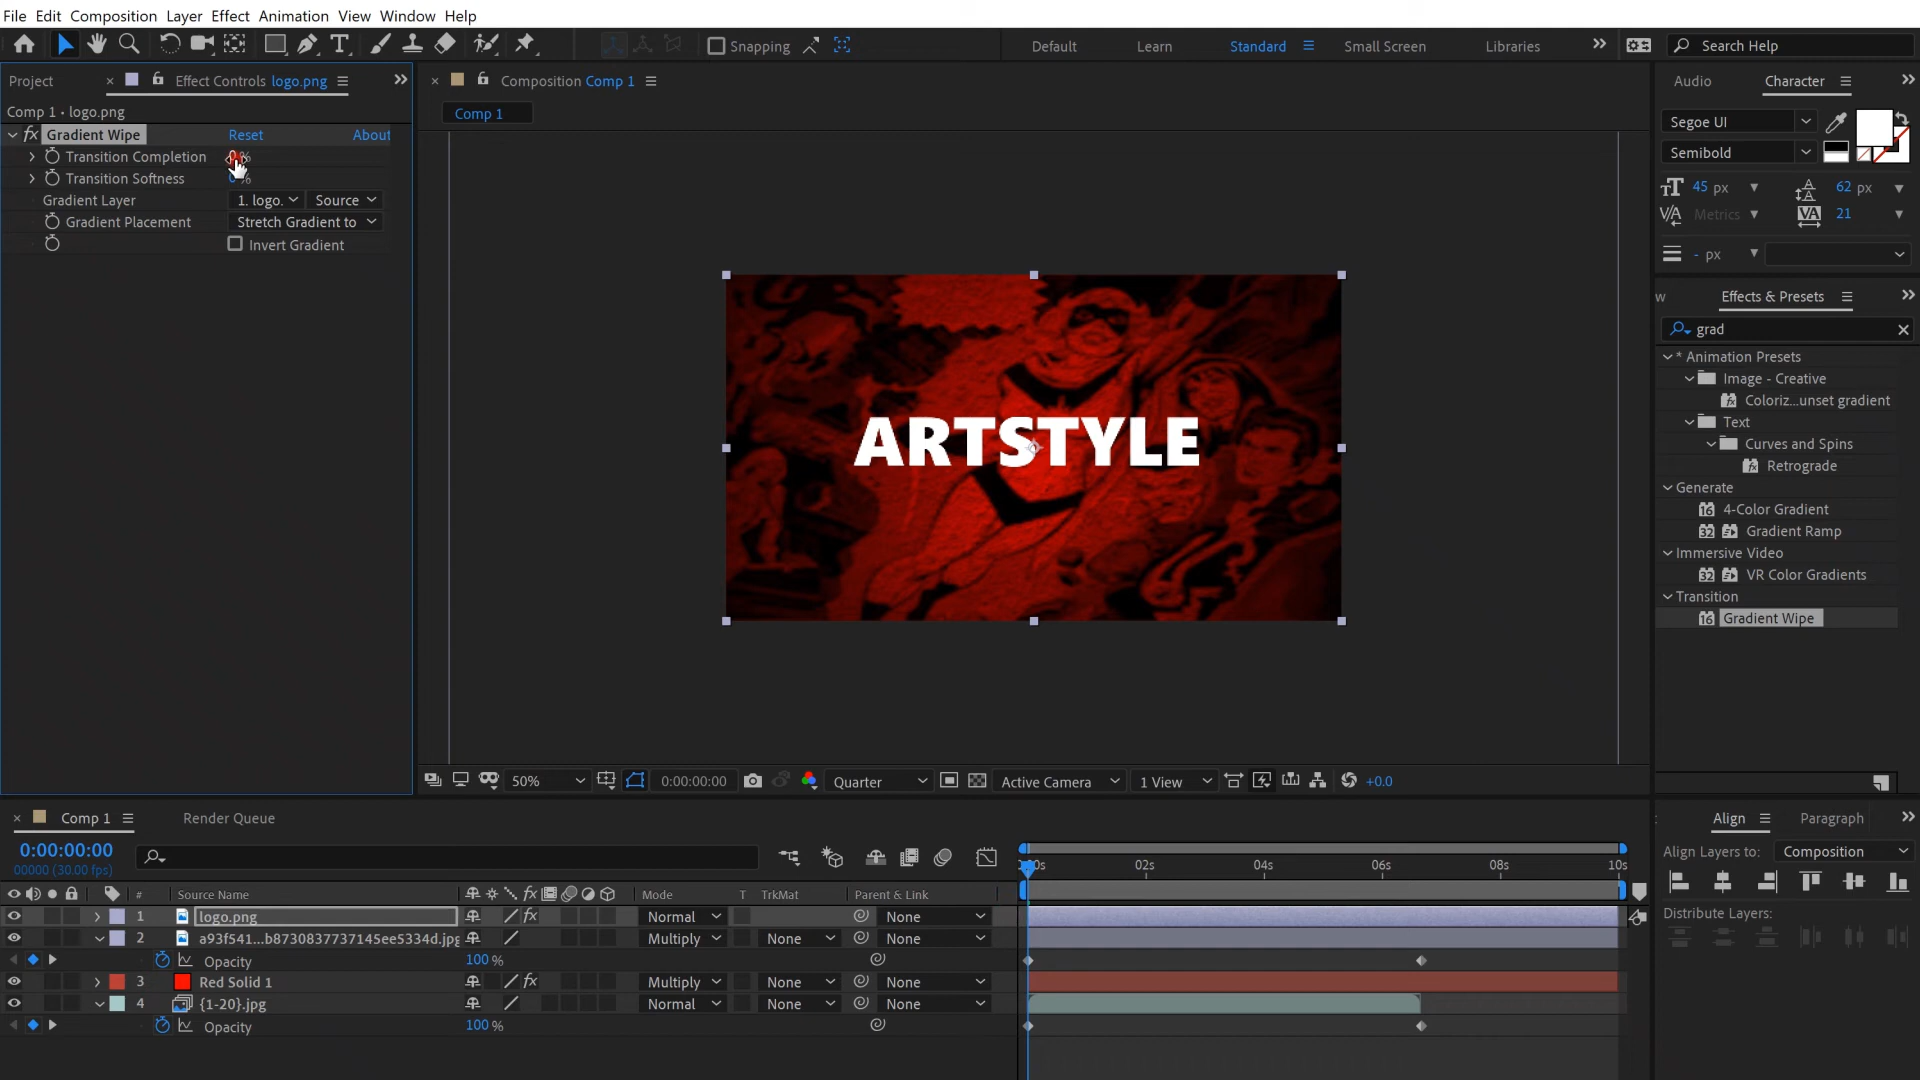 File Edit Composition Layer Effect Animation View Window Help
Snapping Default Learn Standard Small Screen Libraries Search Help
Project Effect Controls logo.png
Composition Comp 1
Audio Character
Comp 1 • logo.png
Comp 1
Gradient Wipe Reset About
Segoe UI
Transition Completion %
Semibold
Transition Softness %
45 px 62 px
Gradient Layer 1. logo. Source
Metrics 21
Gradient Placement Stretch Gradient to
Invert Gradient
- px
w Effects & Presets
grad
* Animation Presets
Image - Creative
Coloriz...unset gradient
Text
Curves and Spins
Retrograde
ARTSTYLE
Generate
16 4-Color Gradient
32 Gradient Ramp
Immersive Video
32 VR Color Gradients
Transition
16 Gradient Wipe
50% 0:00:00:00 Quarter Active Camera 1 View +0.0
Comp 1 Render Queue
Align Paragraph
0:00:00:00
00000 (30.00 fps)
Align Layers to: Composition
02s 04s 06s 08s 10s
# Source Name Mode T TrkMat Parent & Link
Distribute Layers:
1 logo.png Normal None
2 a93f541...b8730837737145ee5334d.jpg Multiply None None
Opacity 100 %
3 Red Solid 1 Multiply None None
4 {1-20}.jpg Normal None None
Opacity 100 %